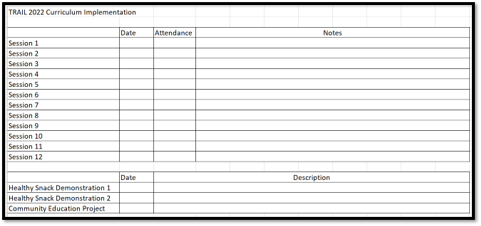 TRAIL 2022 Curriculum Implementation
Date Attendance Notes
Session 1
Session 2
Session 3
Session 4
Session 5
Session 6
Session 7
Session 8
Session 9
Session 10
Session 11
Session 12
Date Description
Healthy Snack Demonstration 1
Healthy Snack Demonstration 2
Community Education Project